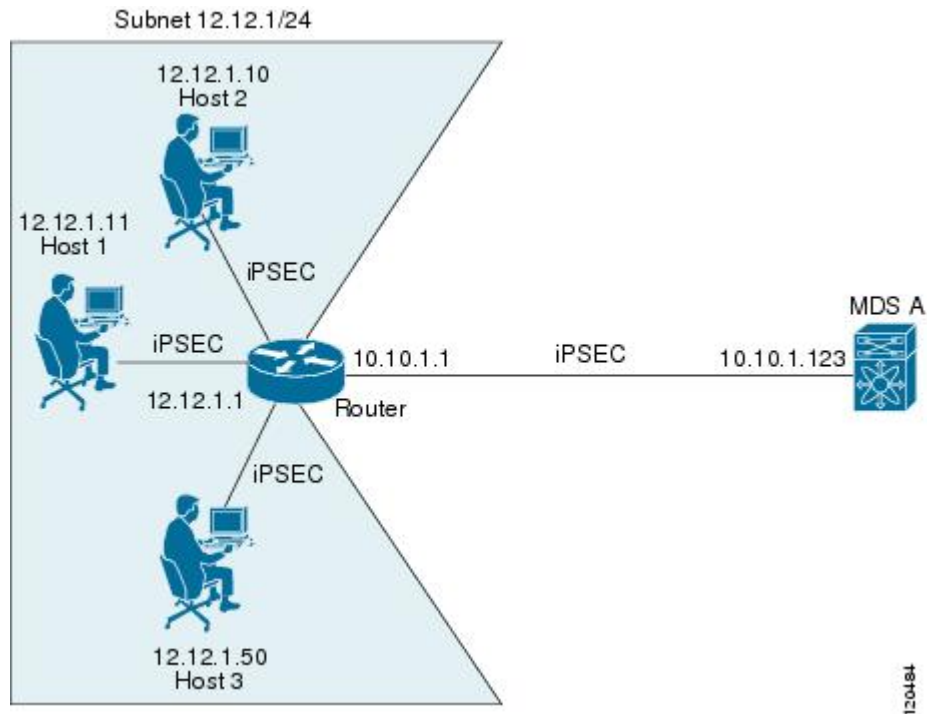 Subnet 12.12.1/24
12.12.1.10
Host 2
12.12.1.11
Host 1
iPSEC
MDS A
iPSEC
10.10.1.1
iPSEC
10.10.1.123
12.12.1.1
Router
iPSEC
12.12.1.50
Host 3
120484